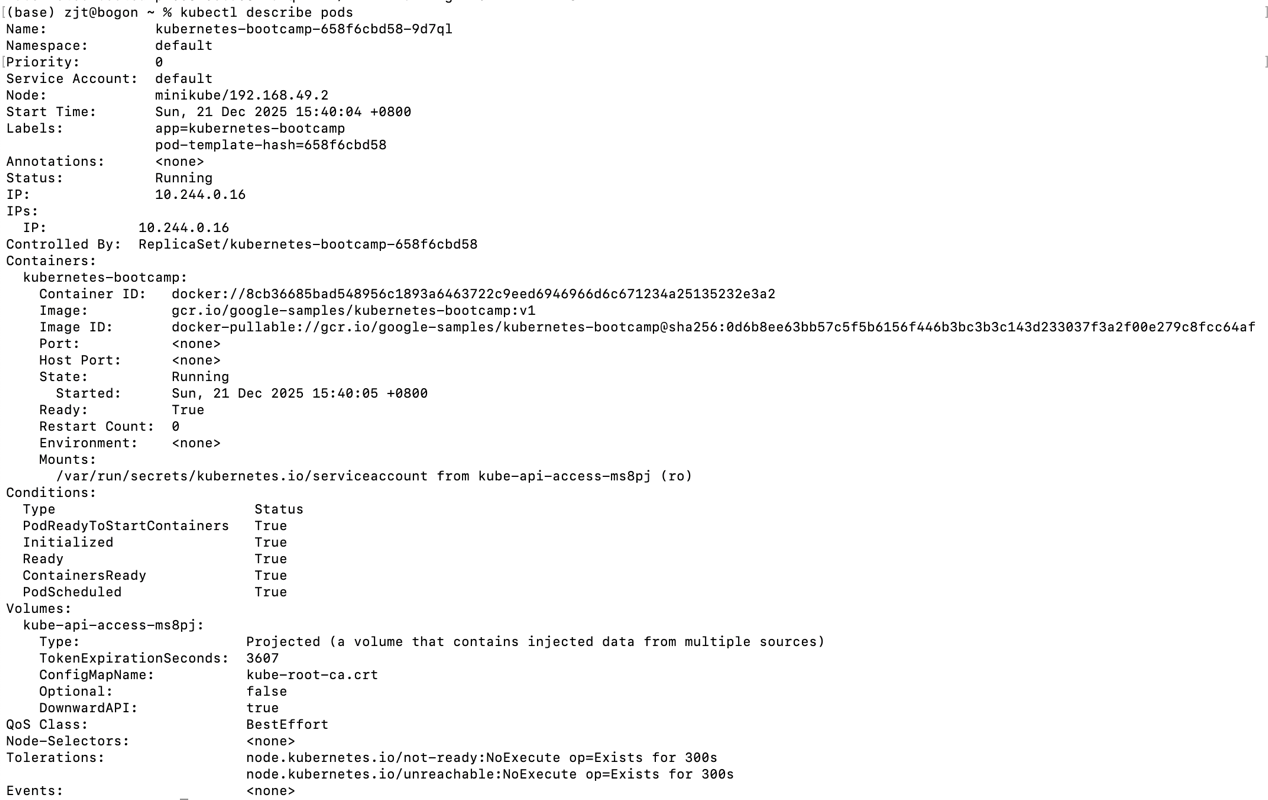 [(base) zjt@bogon ~ % kubectl describe pods ]
Name:             kubernetes-bootcamp-658f6cbd58-9d7ql
Namespace:        default
[Priority:         0 ]
Service Account:  default
Node:             minikube/192.168.49.2
Start Time:       Sun, 21 Dec 2025 15:40:04 +0800
Labels:           app=kubernetes-bootcamp
                  pod-template-hash=658f6cbd58
Annotations:      <none>
Status:           Running
IP:               10.244.0.16
IPs:
  IP:           10.244.0.16
Controlled By:  ReplicaSet/kubernetes-bootcamp-658f6cbd58
Containers:
  kubernetes-bootcamp:
    Container ID:   docker://8cb36685bad548956c1893a6463722c9eed6946966d6c671234a25135232e3a2
    Image:          gcr.io/google-samples/kubernetes-bootcamp:v1
    Image ID:       docker-pullable://gcr.io/google-samples/kubernetes-bootcamp@sha256:0d6b8ee63bb57c5f5b6156f446b3bc3b3c143d233037f3a2f00e279c8fcc64af
    Port:           <none>
    Host Port:      <none>
    State:          Running
      Started:      Sun, 21 Dec 2025 15:40:05 +0800
    Ready:          True
    Restart Count:  0
    Environment:    <none>
    Mounts:
      /var/run/secrets/kubernetes.io/serviceaccount from kube-api-access-ms8pj (ro)
Conditions:
  Type                        Status
  PodReadyToStartContainers   True
  Initialized                 True
  Ready                       True
  ContainersReady             True
  PodScheduled                True
Volumes:
  kube-api-access-ms8pj:
    Type:                    Projected (a volume that contains injected data from multiple sources)
    TokenExpirationSeconds:  3607
    ConfigMapName:           kube-root-ca.crt
    Optional:                false
    DownwardAPI:             true
QoS Class:                   BestEffort
Node-Selectors:              <none>
Tolerations:                 node.kubernetes.io/not-ready:NoExecute op=Exists for 300s
                             node.kubernetes.io/unreachable:NoExecute op=Exists for 300s
Events:                      <none>